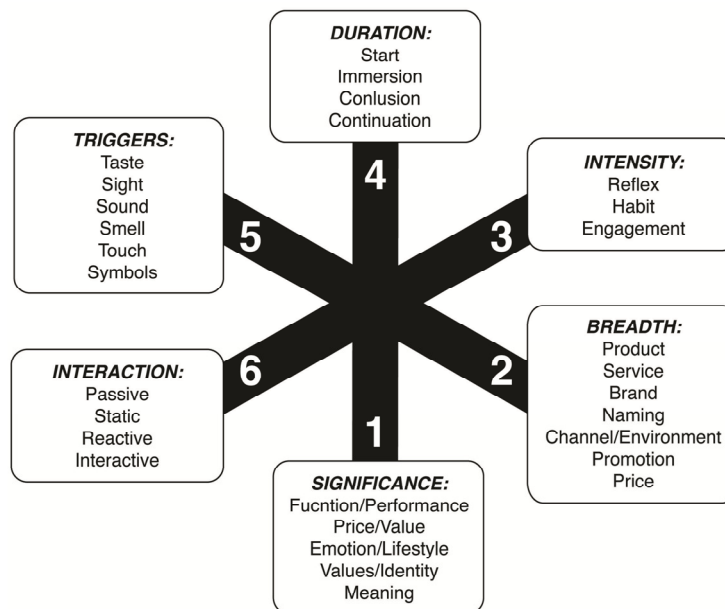 DURATION:
Start
Immersion
Conlusion
Continuation
4
TRIGGERS:
Taste
Sight
Sound
Smell
Touch
Symbols
5
INTENSITY:
Reflex
Habit
Engagement
3
INTERACTION:
Passive
Static
Reactive
Interactive
6
BREADTH:
Product
Service
Brand
Naming
Channel/Environment
Promotion
Price
2
1
SIGNIFICANCE:
Fucntion/Performance
Price/Value
Emotion/Lifestyle
Values/Identity
Meaning